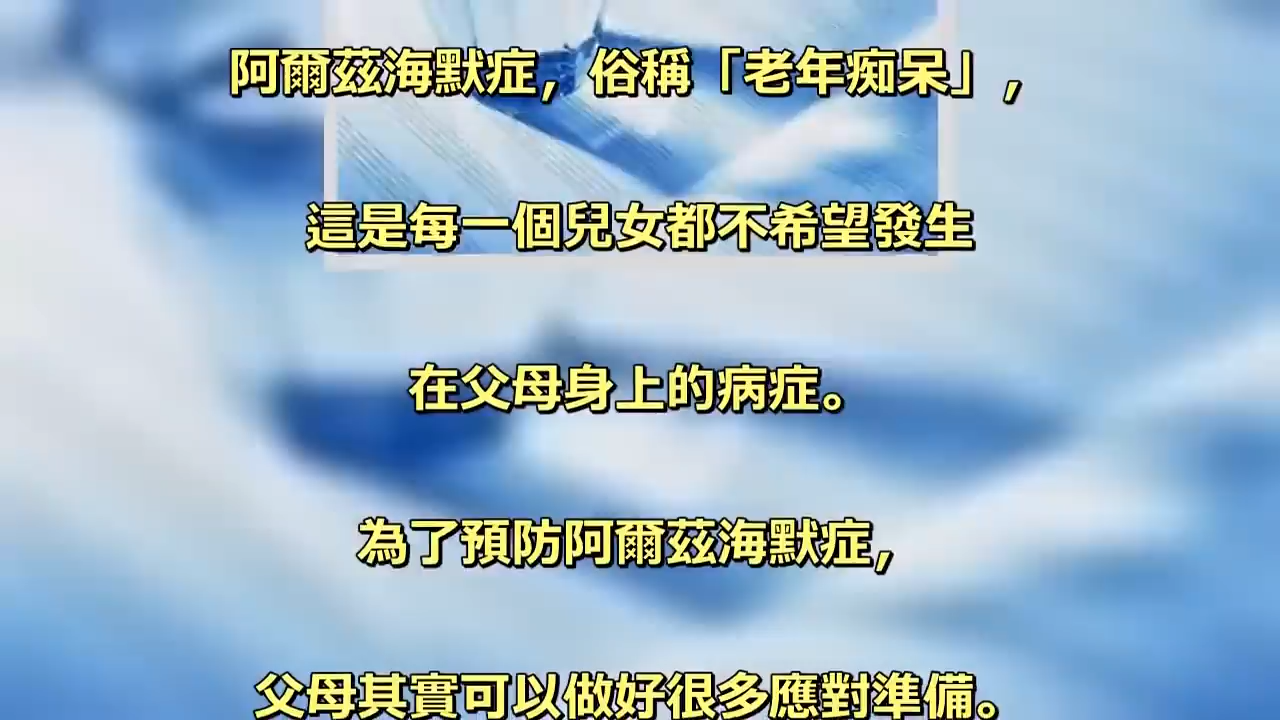 阿爾茲海默症，俗稱「老年痴呆」，
這是每一個兒女都不希望發生
在父母身上的病症。
為了預防阿爾茲海默症，
父母其實可以做好很多應對準備。